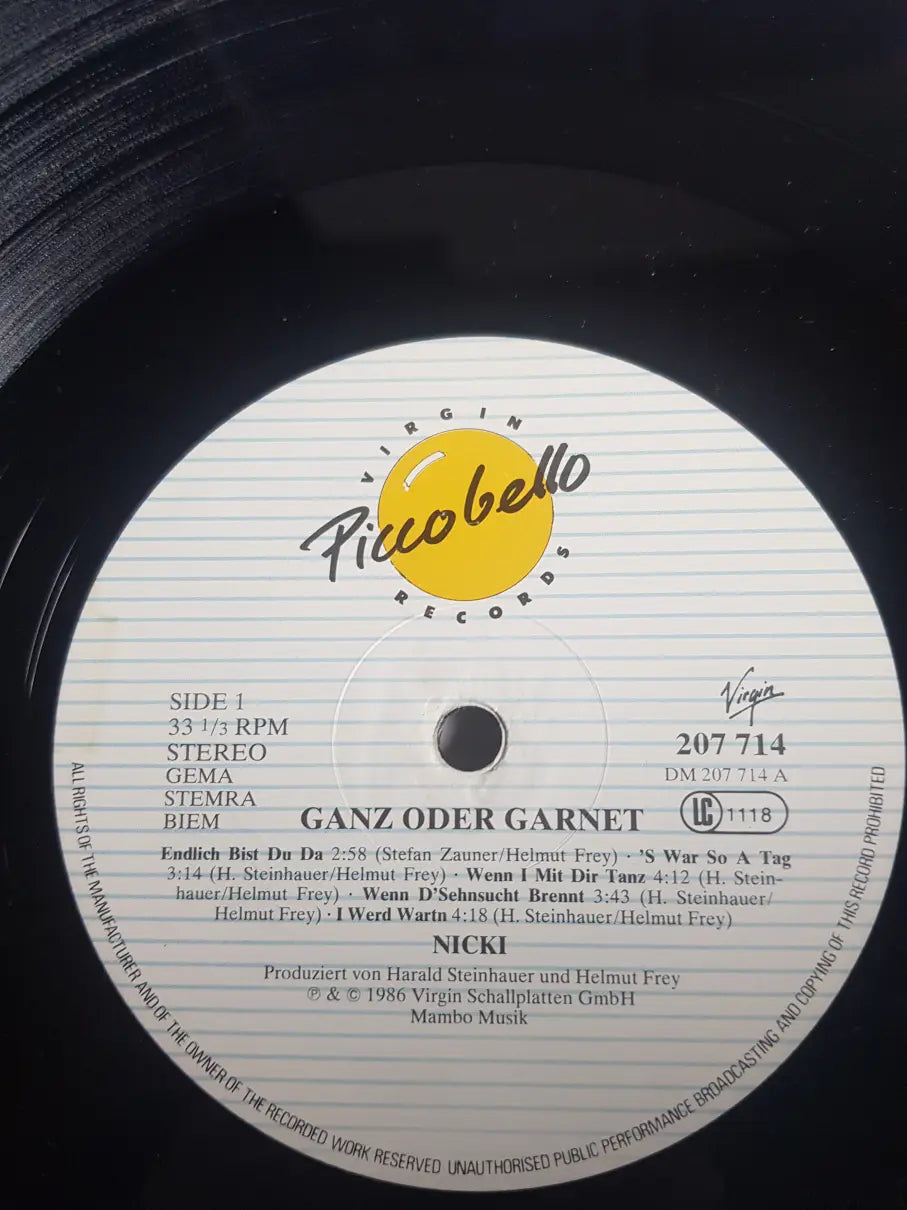 VIRGIN
Piccobello
RECORDS
SIDE 1
33 1/3 RPM
STEREO
GEMA
STEMRA
BIEM
Virgin
207 714
DM 207 714 A
LC 1118
GANZ ODER GARNET
Endlich Bist Du Da 2:58 (Stefan Zauner/Helmut Frey) · 'S War So A Tag
3:14 (H. Steinhauer/Helmut Frey) · Wenn I Mit Dir Tanz 4:12 (H. Stein-
hauer/Helmut Frey) · Wenn D'Sehnsucht Brennt 3:43 (H. Steinhauer/
Helmut Frey) · I Werd Wartn 4:18 (H. Steinhauer/Helmut Frey)
NICKI
Produziert von Harald Steinhauer und Helmut Frey
℗ & © 1986 Virgin Schallplatten GmbH
Mambo Musik
ALL RIGHTS OF THE MANUFACTURER AND OF THE OWNER OF THE RECORDED WORK RESERVED UNAUTHORISED PUBLIC PERFORMANCE BROADCASTING AND COPYING OF THIS RECORD PROHIBITED